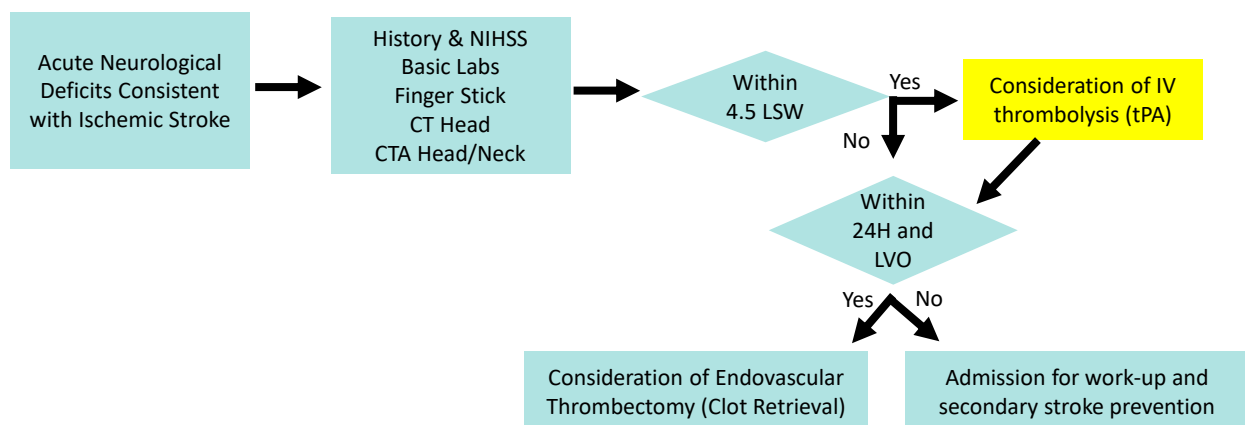 Acute Neurological
Deficits Consistent
with Ischemic Stroke
History & NIHSS
Basic Labs
Finger Stick
CT Head
CTA Head/Neck
Within
4.5 LSW
Yes
No
Consideration of IV
thrombolysis (tPA)
Within
24H and
LVO
Yes
No
Consideration of Endovascular
Thrombectomy (Clot Retrieval)
Admission for work-up and
secondary stroke prevention